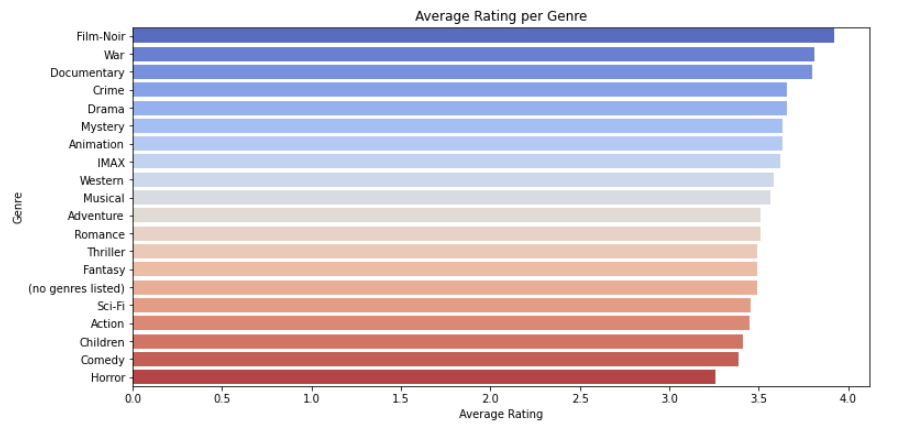 Average Rating per Genre
Genre
Film-Noir
War
Documentary
Crime
Drama
Mystery
Animation
IMAX
Western
Musical
Adventure
Romance
Thriller
Fantasy
(no genres listed)
Sci-Fi
Action
Children
Comedy
Horror
0.0 0.5 1.0 1.5 2.0 2.5 3.0 3.5 4.0
Average Rating